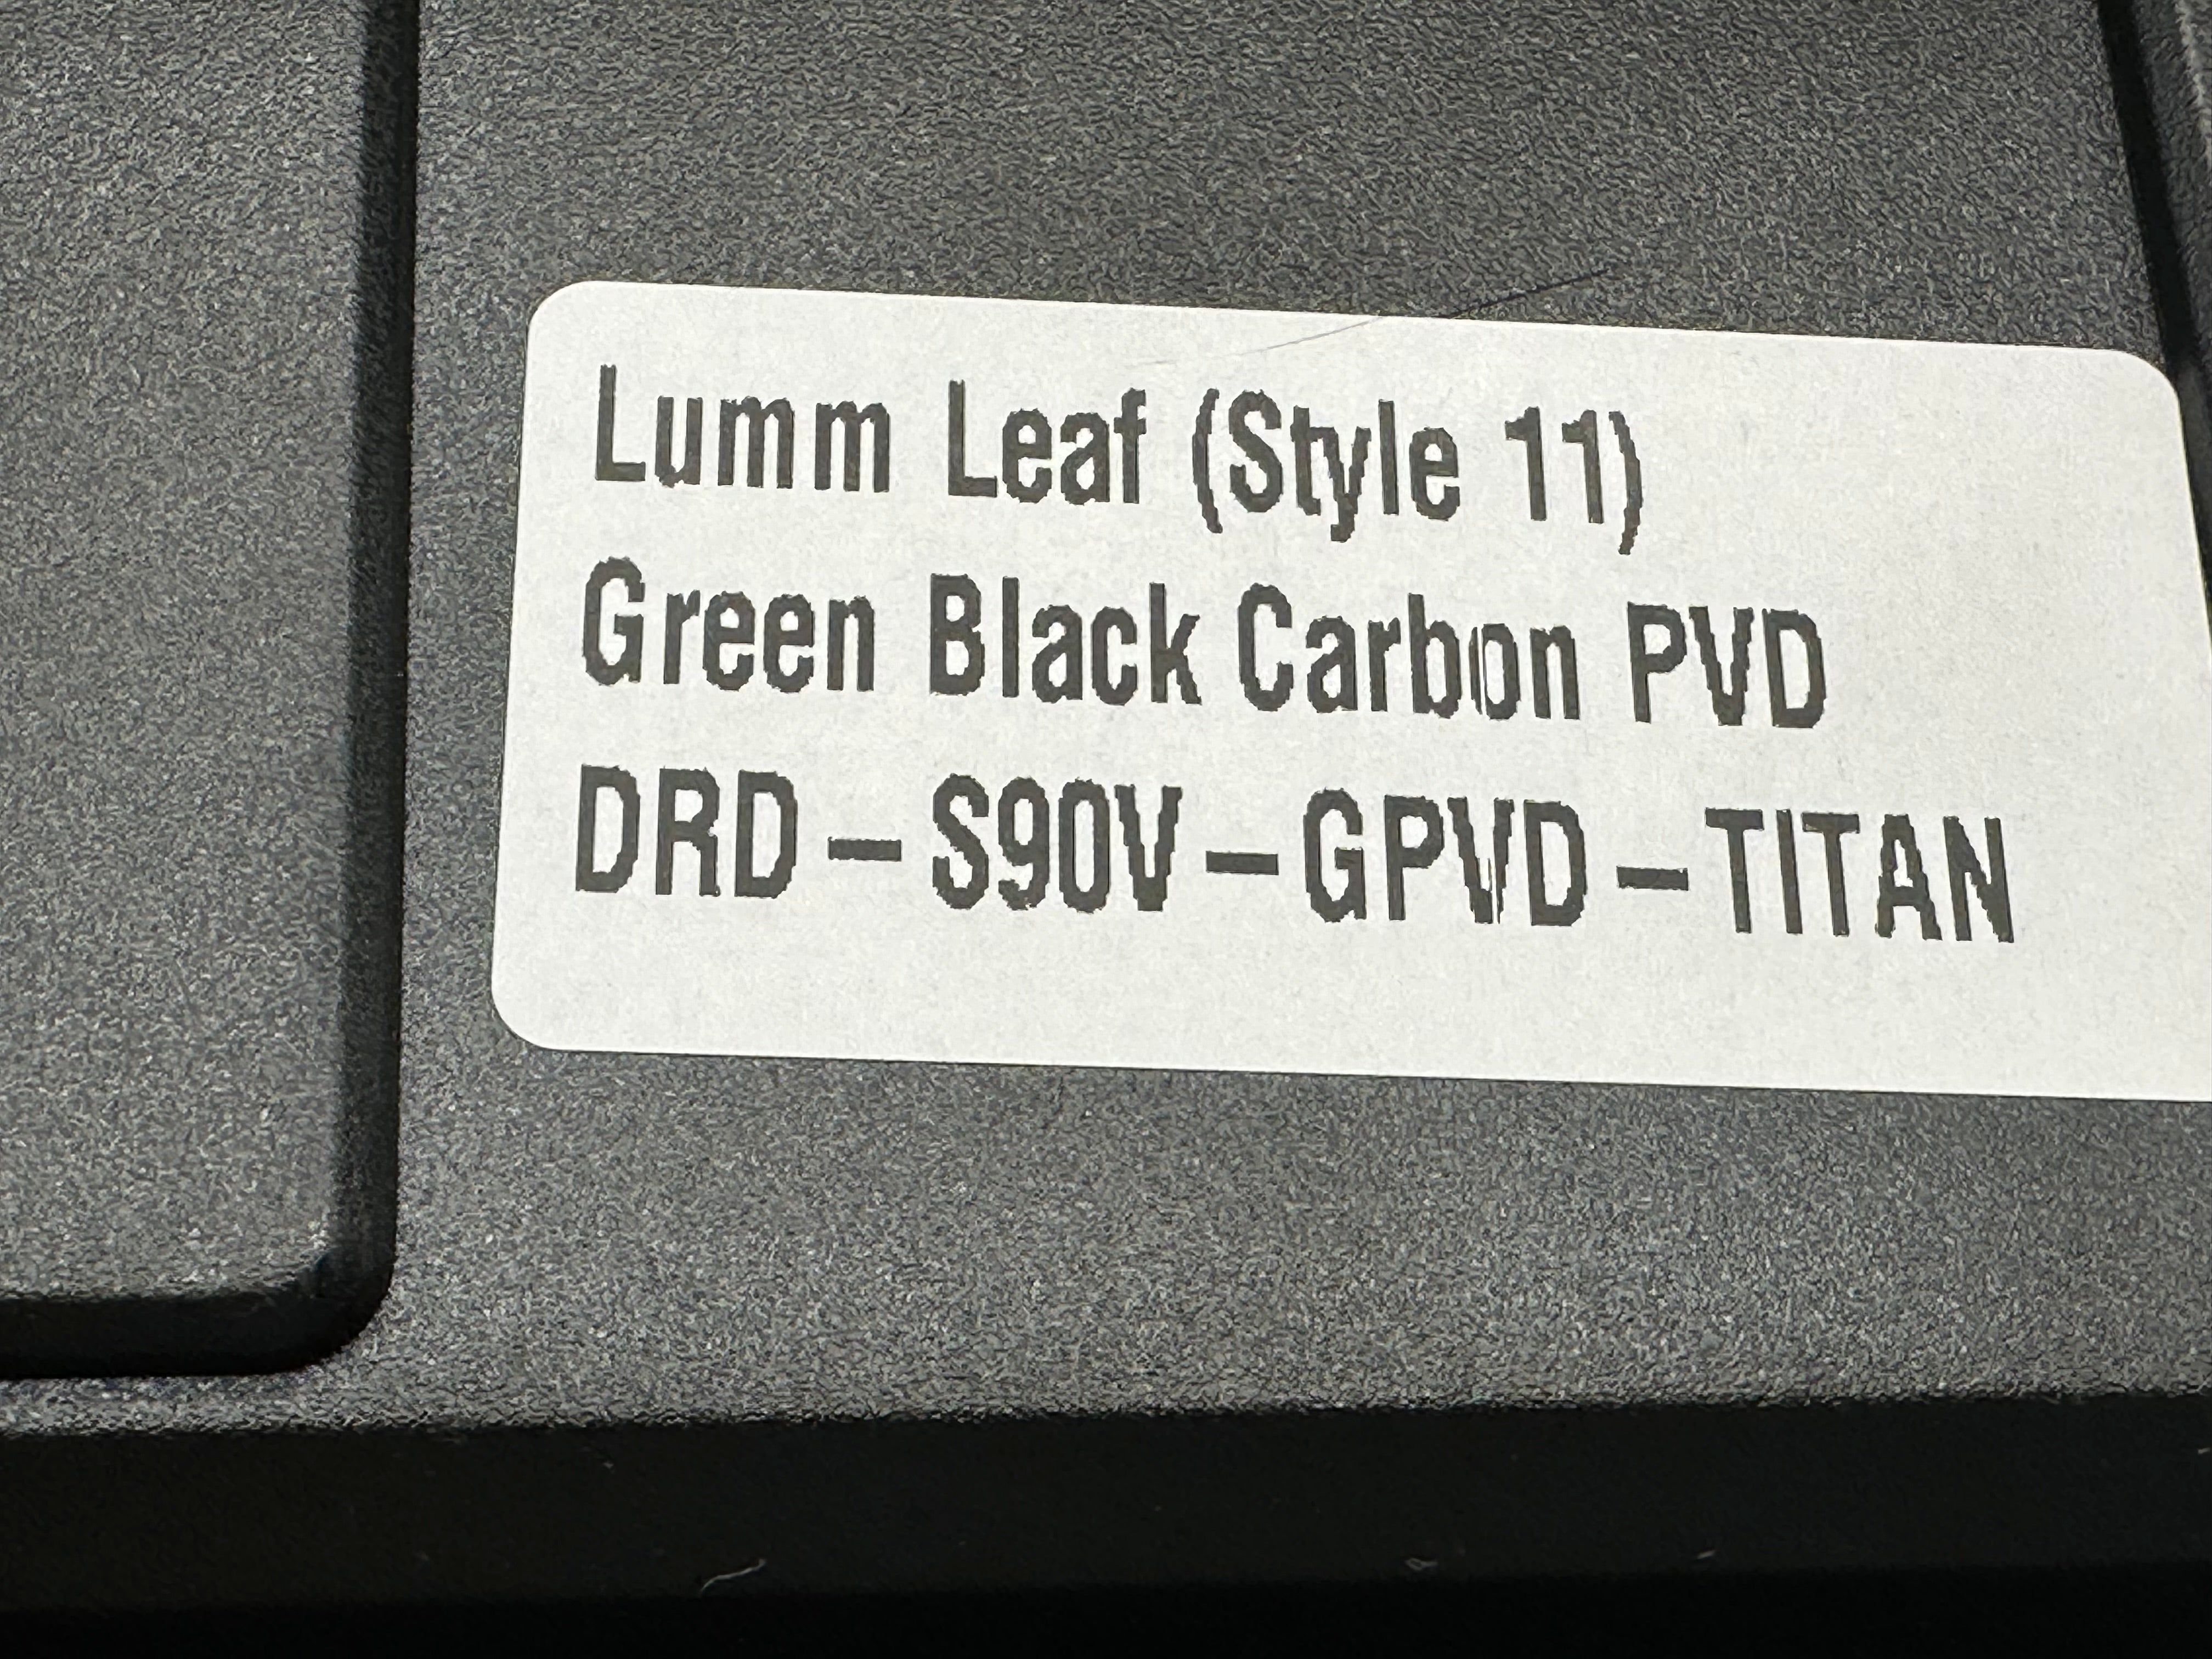 Lumm Leaf (Style 11)
Green Black Carbon PVD
DRD-S90V-GPVD-TITAN